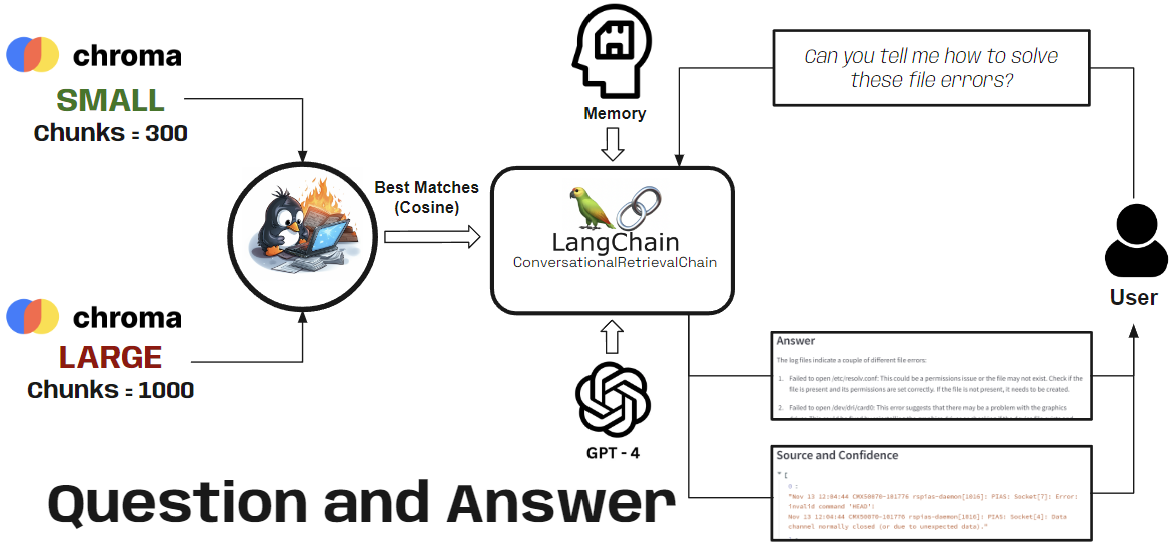 chroma
SMALL
Chunks = 300
Memory
Can you tell me how to solve
these file errors?
Best Matches
(Cosine)
LangChain
ConversationalRetrievalChain
User
chroma
LARGE
Chunks = 1000
GPT - 4
Answer
The log files indicate a couple of different file errors:
1. Failed to open /etc/resolv.conf: This could be a permissions issue or the file may not exist. Check if the
file is present and its permissions are set correctly. If the file is not present, it needs to be created.
2. Failed to open /dev/dri/card0: This error suggests that there may be a problem with the graphics
Source and Confidence
[
0 :
"Nov 13 12:04:44 CMX50070-101776 rspias-daemon[1816]: PIAS: Socket[7]: Error:
invalid command 'HEAD':
Nov 13 12:04:44 CMX50070-101776 rspias-daemon[1816]: PIAS: Socket[4]: Data
channel normally closed (or due to unexpected data)."
Question and Answer